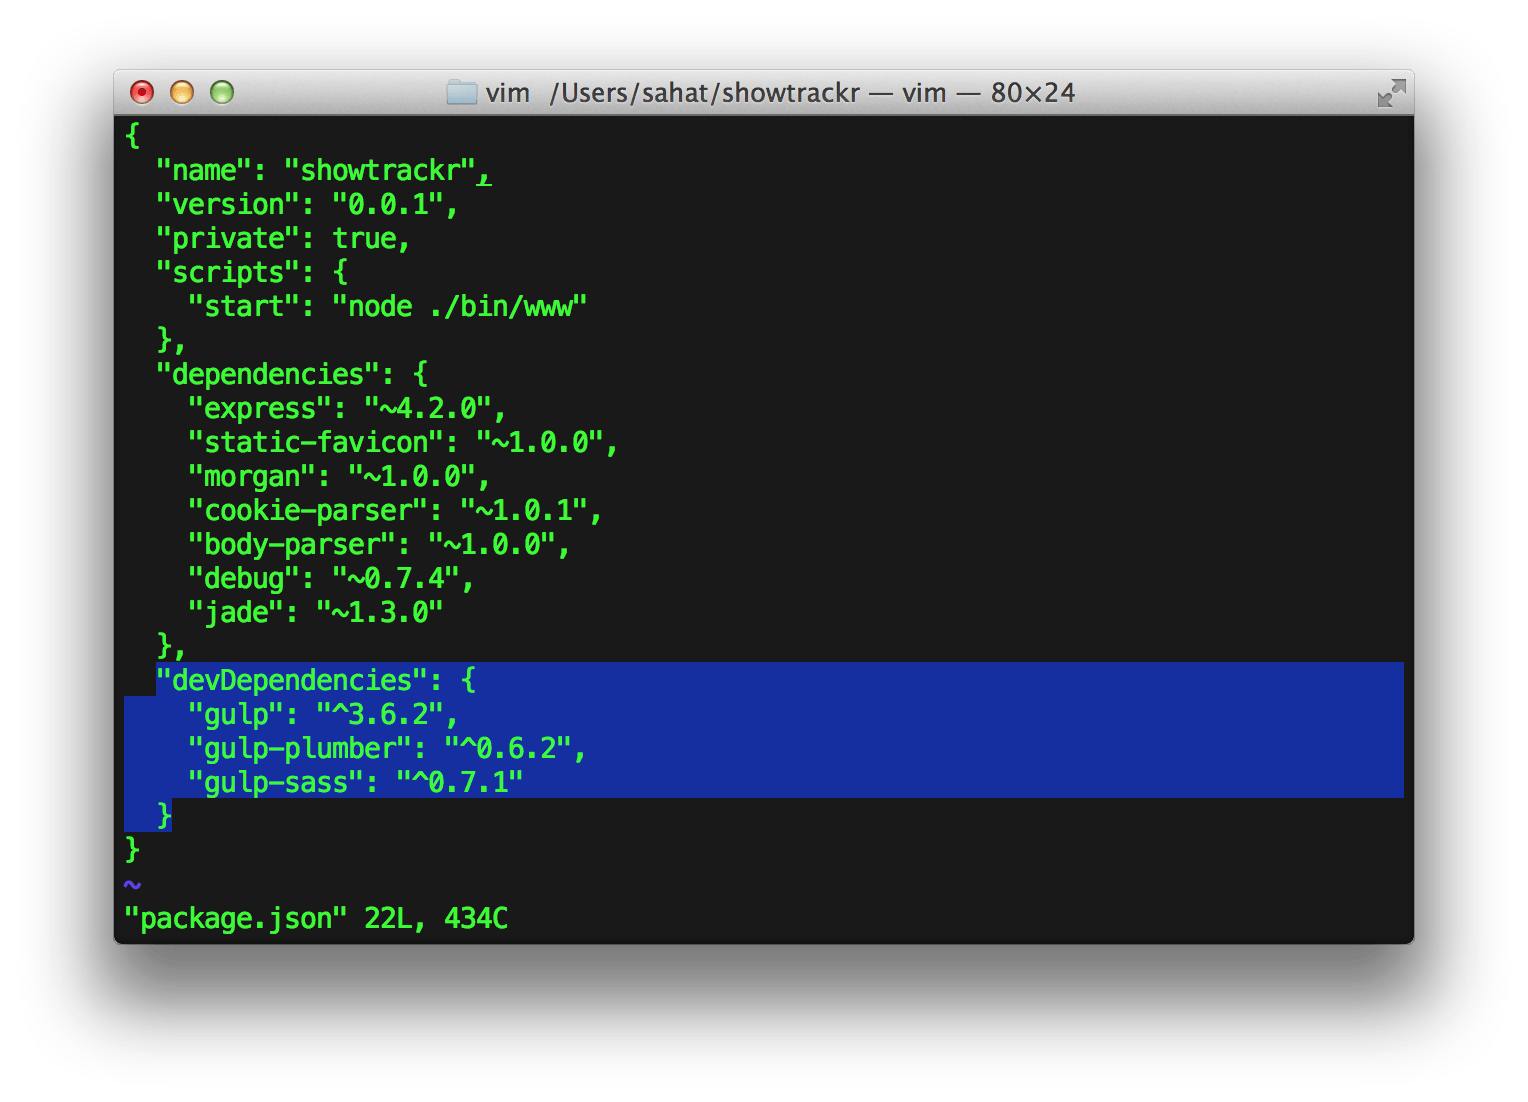 vim  /Users/sahat/showtrackr — vim — 80×24
{
  "name": "showtrackr",
  "version": "0.0.1",
  "private": true,
  "scripts": {
    "start": "node ./bin/www"
  },
  "dependencies": {
    "express": "~4.2.0",
    "static-favicon": "~1.0.0",
    "morgan": "~1.0.0",
    "cookie-parser": "~1.0.1",
    "body-parser": "~1.0.0",
    "debug": "~0.7.4",
    "jade": "~1.3.0"
  },
  "devDependencies": {
    "gulp": "^3.6.2",
    "gulp-plumber": "^0.6.2",
    "gulp-sass": "^0.7.1"
  }
}
~
"package.json" 22L, 434C